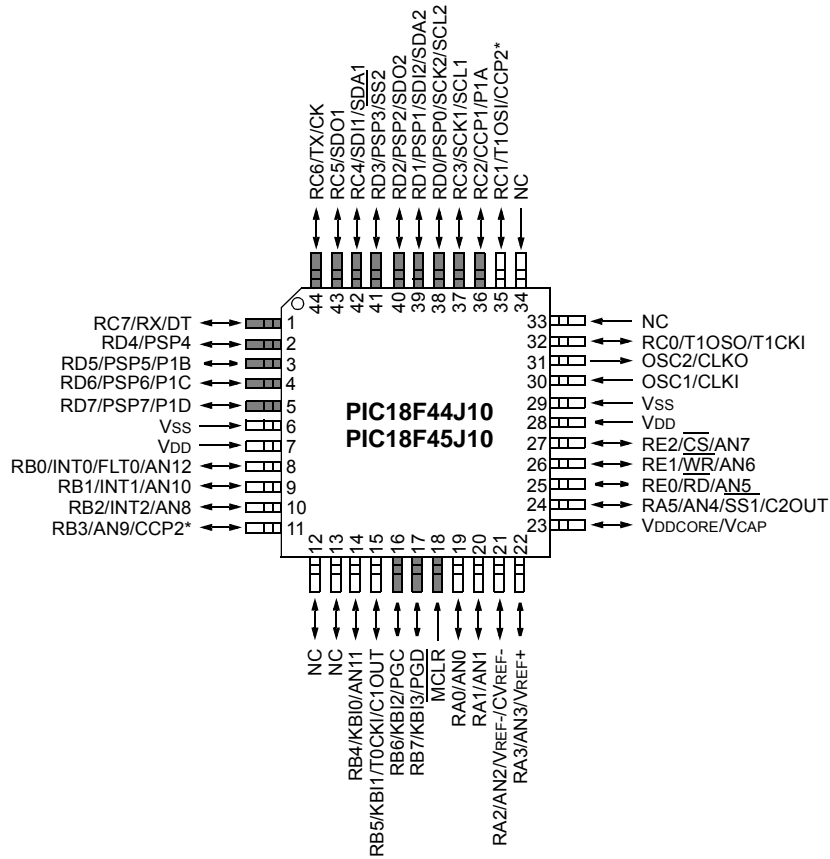 RC6/TX/CK
RC5/SDO1
RC4/SDI1/SDA1
RD3/PSP3/SS2
RD2/PSP2/SDO2
RD1/PSP1/SDI2/SDA2
RD0/PSP0/SCK2/SCL2
RC3/SCK1/SCL1
RC2/CCP1/P1A
RC1/T1OSI/CCP2*
NC
44
43
42
41
40
39
38
37
36
35
34
RC7/RX/DT 1
RD4/PSP4 2
RD5/PSP5/P1B 3
RD6/PSP6/P1C 4
RD7/PSP7/P1D 5
VSS 6
VDD 7
RB0/INT0/FLT0/AN12 8
RB1/INT1/AN10 9
RB2/INT2/AN8 10
RB3/AN9/CCP2* 11
PIC18F44J10
PIC18F45J10
33 NC
32 RC0/T1OSO/T1CKI
31 OSC2/CLKO
30 OSC1/CLKI
29 VSS
28 VDD
27 RE2/CS/AN7
26 RE1/WR/AN6
25 RE0/RD/AN5
24 RA5/AN4/SS1/C2OUT
23 VDDCORE/VCAP
12
13
14
15
16
17
18
19
20
21
22
NC
NC
RB4/KBI0/AN11
RB5/KBI1/T0CKI/C1OUT
RB6/KBI2/PGC
RB7/KBI3/PGD
MCLR
RA0/AN0
RA1/AN1
RA2/AN2/VREF-/CVREF-
RA3/AN3/VREF+